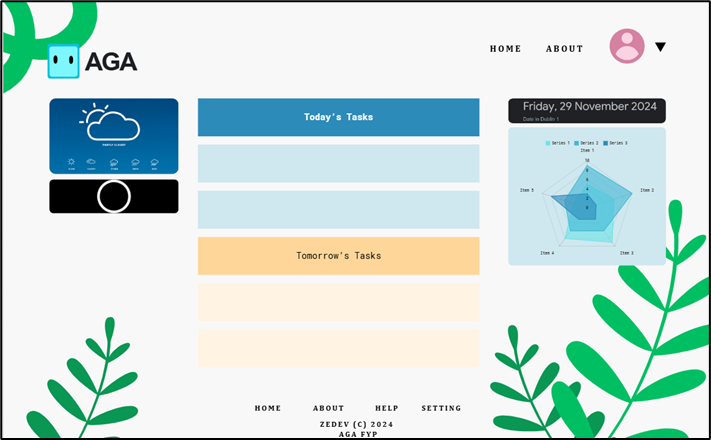 AGA
HOME ABOUT
Today's Tasks
Tomorrow's Tasks
Friday, 29 November 2024
Date in Dublin 1
Series 1 Series 2 Series 3
Item 1
10
8
6
4
2
0
Item 5
Item 2
Item 4
Item 3
HOME ABOUT HELP SETTING
ZEDEV (C) 2024
AGA FYP